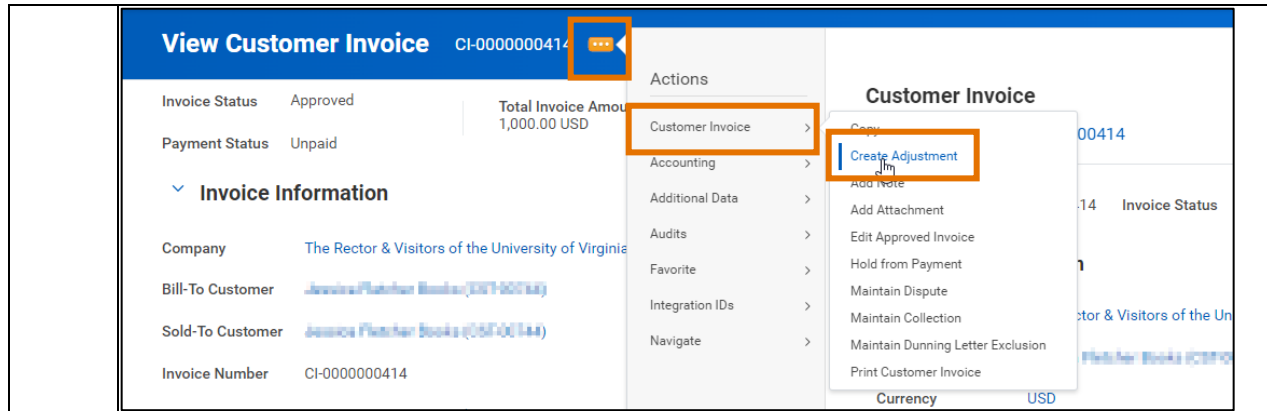 View Customer Invoice CI-0000000414
Actions
Invoice Status Approved
Total Invoice Amou
1,000.00 USD
Payment Status Unpaid
Invoice Information
Company The Rector & Visitors of the University of Virginia
Bill-To Customer
Sold-To Customer
Invoice Number CI-0000000414
Customer Invoice
Accounting
Additional Data
Audits
Favorite
Integration IDs
Navigate
Customer Invoice
Copy
Create Adjustment
Add Note
Add Attachment
Edit Approved Invoice
Hold from Payment
Maintain Dispute
Maintain Collection
Maintain Dunning Letter Exclusion
Print Customer Invoice
00414
14 Invoice Status
n
ctor & Visitors of the Un
Currency USD